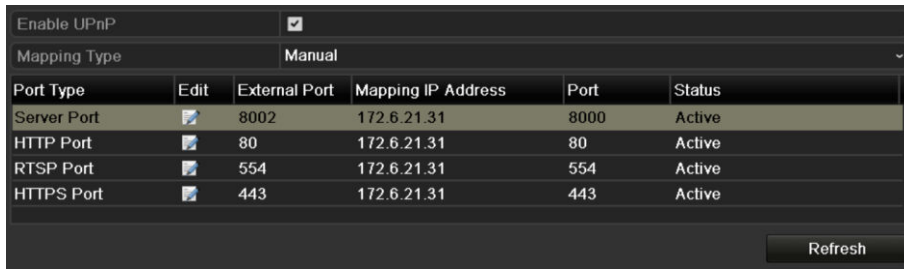 Enable UPnP
Mapping Type Manual
Port Type Edit External Port Mapping IP Address Port Status
Server Port 8002 172.6.21.31 8000 Active
HTTP Port 80 172.6.21.31 80 Active
RTSP Port 554 172.6.21.31 554 Active
HTTPS Port 443 172.6.21.31 443 Active
Refresh